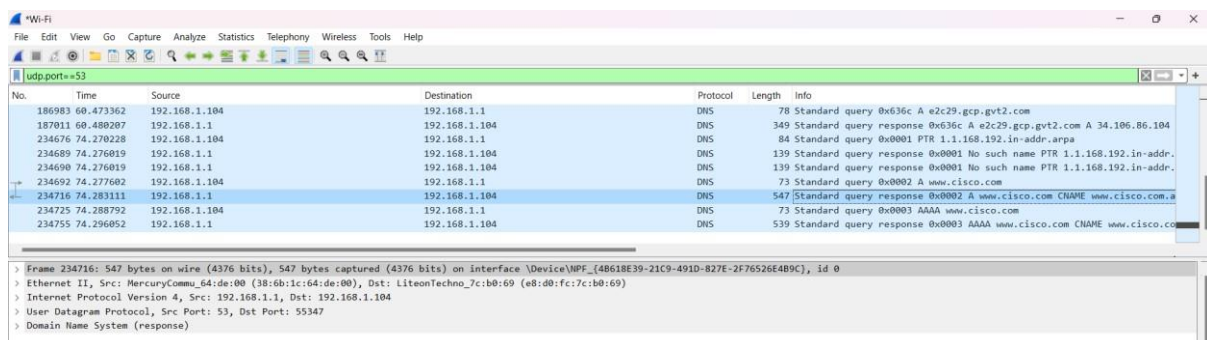 *Wi-Fi
File Edit View Go Capture Analyze Statistics Telephony Wireless Tools Help
udp.port==53
No. Time Source Destination Protocol Length Info
186983 60.473362 192.168.1.104 192.168.1.1 DNS 78 Standard query 0x636c A e2c29.gcp.gvt2.com
187011 60.480207 192.168.1.1 192.168.1.104 DNS 349 Standard query response 0x636c A e2c29.gcp.gvt2.com A 34.106.86.104
234676 74.270228 192.168.1.104 192.168.1.1 DNS 84 Standard query 0x0001 PTR 1.1.168.192.in-addr.arpa
234689 74.276019 192.168.1.1 192.168.1.104 DNS 139 Standard query response 0x0001 No such name PTR 1.1.168.192.in-addr.
234690 74.276019 192.168.1.1 192.168.1.104 DNS 139 Standard query response 0x0001 No such name PTR 1.1.168.192.in-addr.
234692 74.277602 192.168.1.104 192.168.1.1 DNS 73 Standard query 0x0002 A www.cisco.com
234716 74.283111 192.168.1.1 192.168.1.104 DNS 547 Standard query response 0x0002 A www.cisco.com CNAME www.cisco.com.a
234725 74.288792 192.168.1.104 192.168.1.1 DNS 73 Standard query 0x0003 AAAA www.cisco.com
234755 74.296052 192.168.1.1 192.168.1.104 DNS 539 Standard query response 0x0003 AAAA www.cisco.com CNAME www.cisco.co
> Frame 234716: 547 bytes on wire (4376 bits), 547 bytes captured (4376 bits) on interface \Device\NPF_{4B618E39-21C9-491D-827E-2F76526E4B9C}, id 0
> Ethernet II, Src: MercuryCommu_64:de:00 (38:6b:1c:64:de:00), Dst: LiteonTechno_7c:b0:69 (e8:d0:fc:7c:b0:69)
> Internet Protocol Version 4, Src: 192.168.1.1, Dst: 192.168.1.104
> User Datagram Protocol, Src Port: 53, Dst Port: 55347
> Domain Name System (response)